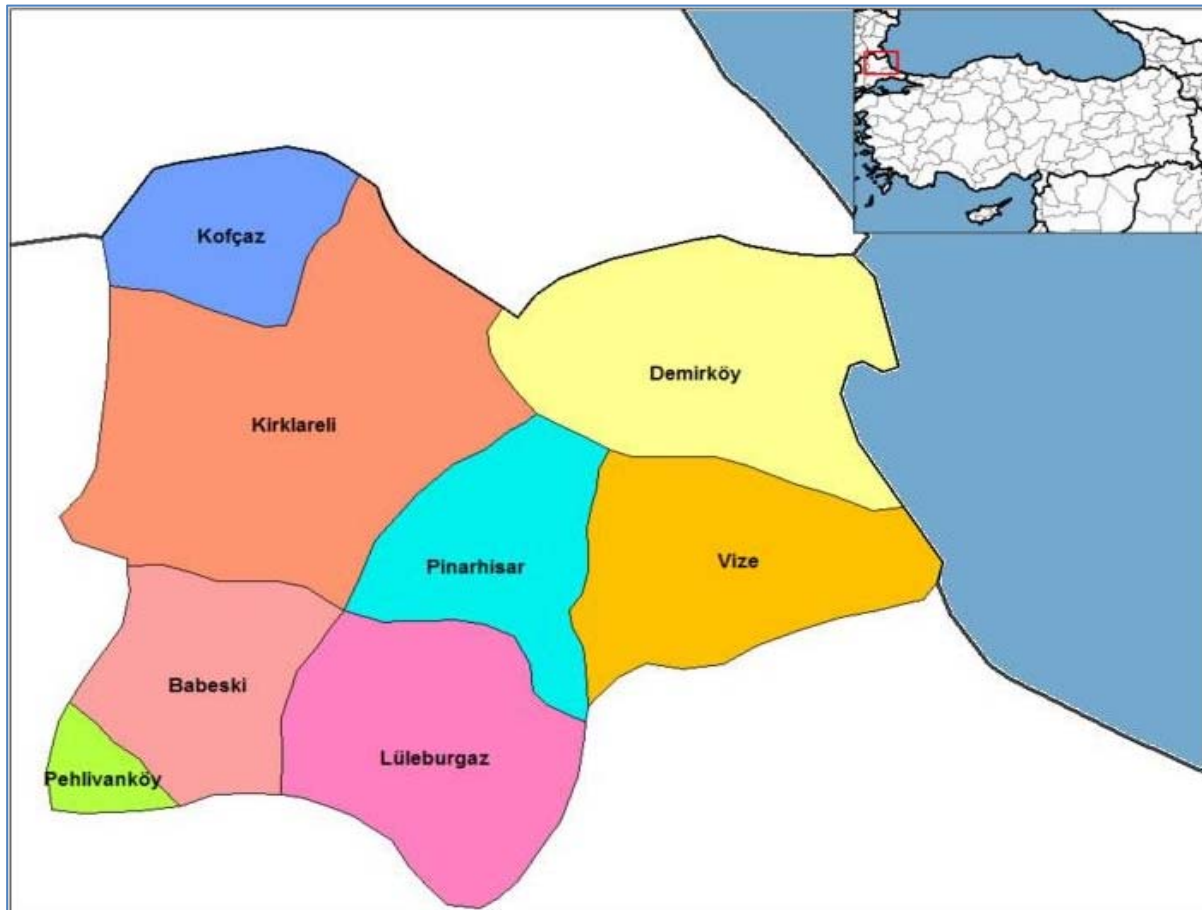 Kofçaz
Demirköy
Kirklareli
Pinarhisar
Vize
Babeski
Lüleburgaz
Pehlivanköy